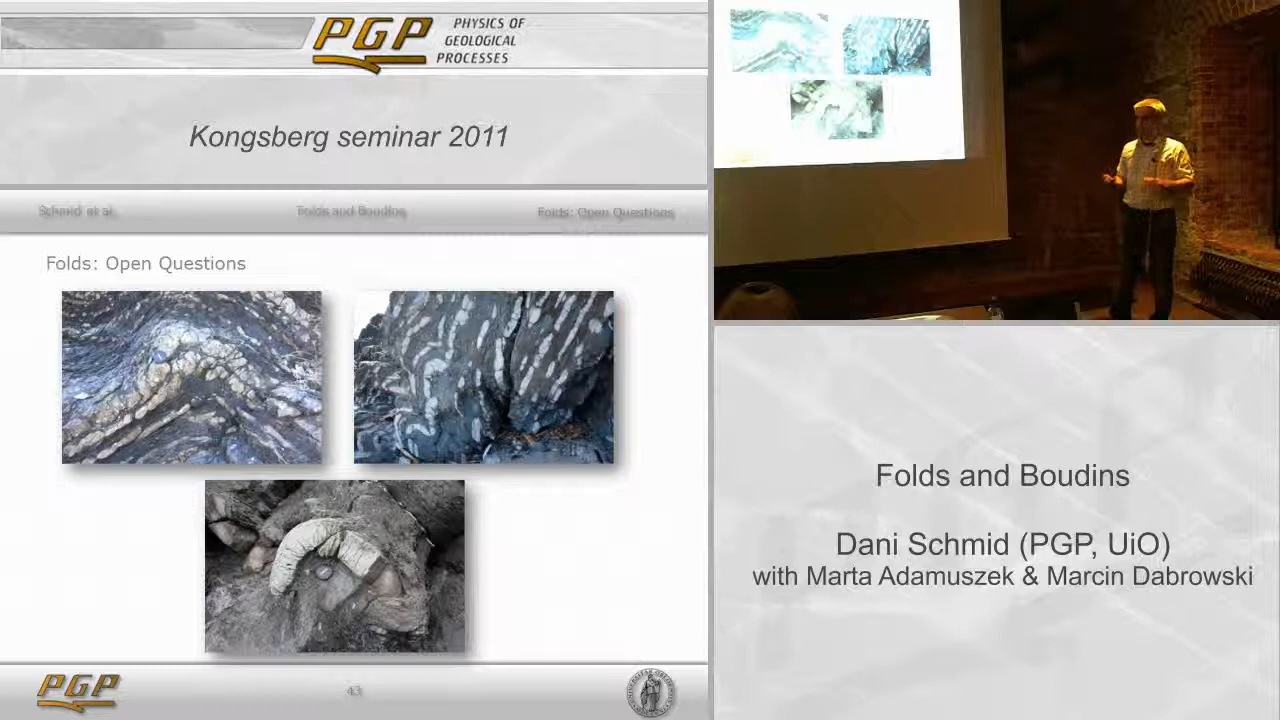 PGP
PHYSICS OF
GEOLOGICAL
PROCESSES
Kongsberg seminar 2011
Schmid et al.
Folds and Boudins
Folds: Open Questions
Folds: Open Questions
Folds and Boudins
Dani Schmid (PGP, UiO)
with Marta Adamuszek & Marcin Dabrowski
PGP
43